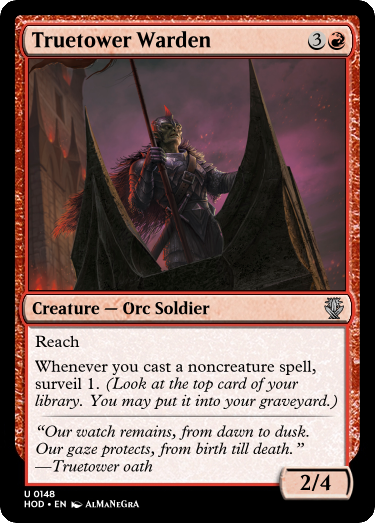 Truetower Warden 3
Creature — Orc Soldier
Reach
Whenever you cast a noncreature spell,
surveil 1. (Look at the top card of your
library. You may put it into your graveyard.)
“Our watch remains, from dawn to dusk.
Our gaze protects, from birth till death.”
—Truetower oath
2/4
U 0148
HOD • EN ALMANEGRA